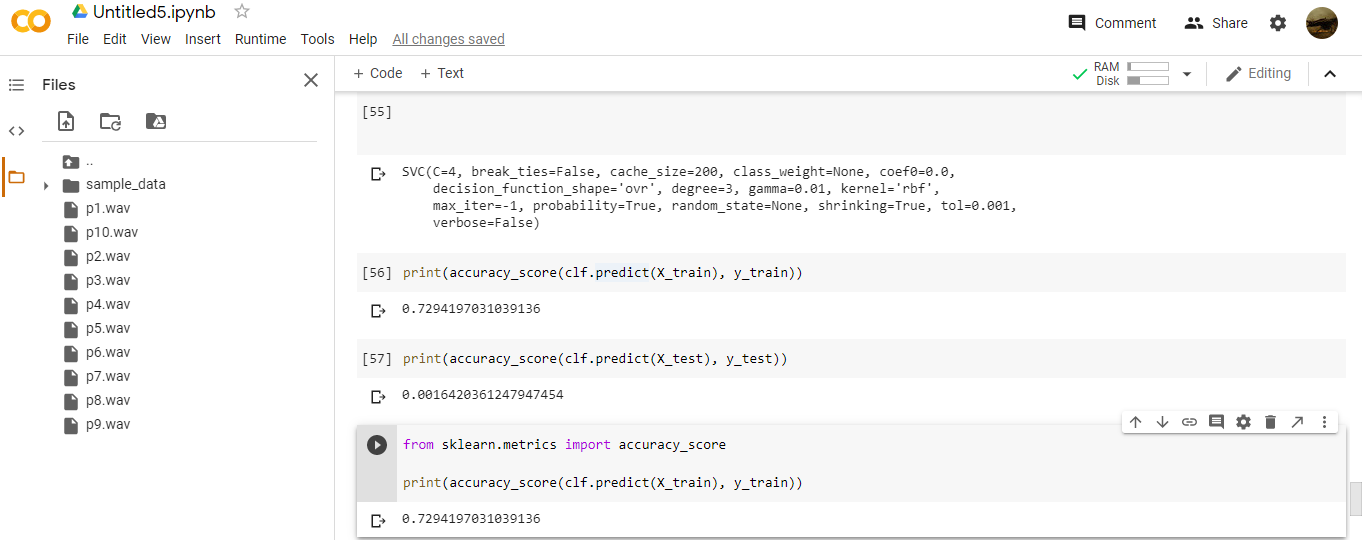 Untitled5.ipynb
File Edit View Insert Runtime Tools Help All changes saved
Comment
Share
Files
+ Code + Text
RAM
Disk
Editing
..
sample_data
p1.wav
p10.wav
p2.wav
p3.wav
p4.wav
p5.wav
p6.wav
p7.wav
p8.wav
p9.wav
[55]
SVC(C=4, break_ties=False, cache_size=200, class_weight=None, coef0=0.0,
decision_function_shape='ovr', degree=3, gamma=0.01, kernel='rbf',
max_iter=-1, probability=True, random_state=None, shrinking=True, tol=0.001,
verbose=False)
[56] print(accuracy_score(clf.predict(X_train), y_train))
0.7294197031039136
[57] print(accuracy_score(clf.predict(X_test), y_test))
0.0016420361247947454
from sklearn.metrics import accuracy_score
print(accuracy_score(clf.predict(X_train), y_train))
0.7294197031039136